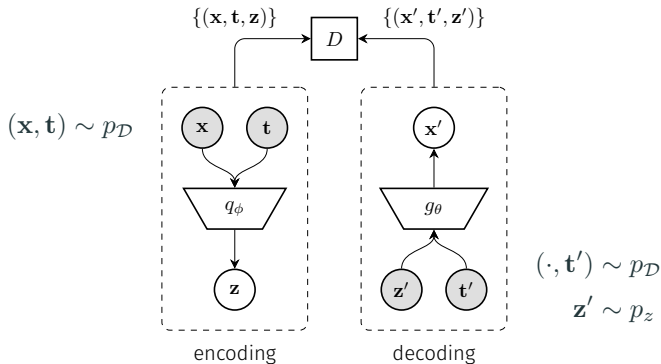 {(x, t, z)}
{(x′, t′, z′)}
D
(x, t) ∼ p_𝒟
x
t
x′
q_ϕ
g_θ
z
z′
t′
(·, t′) ∼ p_𝒟
z′ ∼ p_z
encoding
decoding